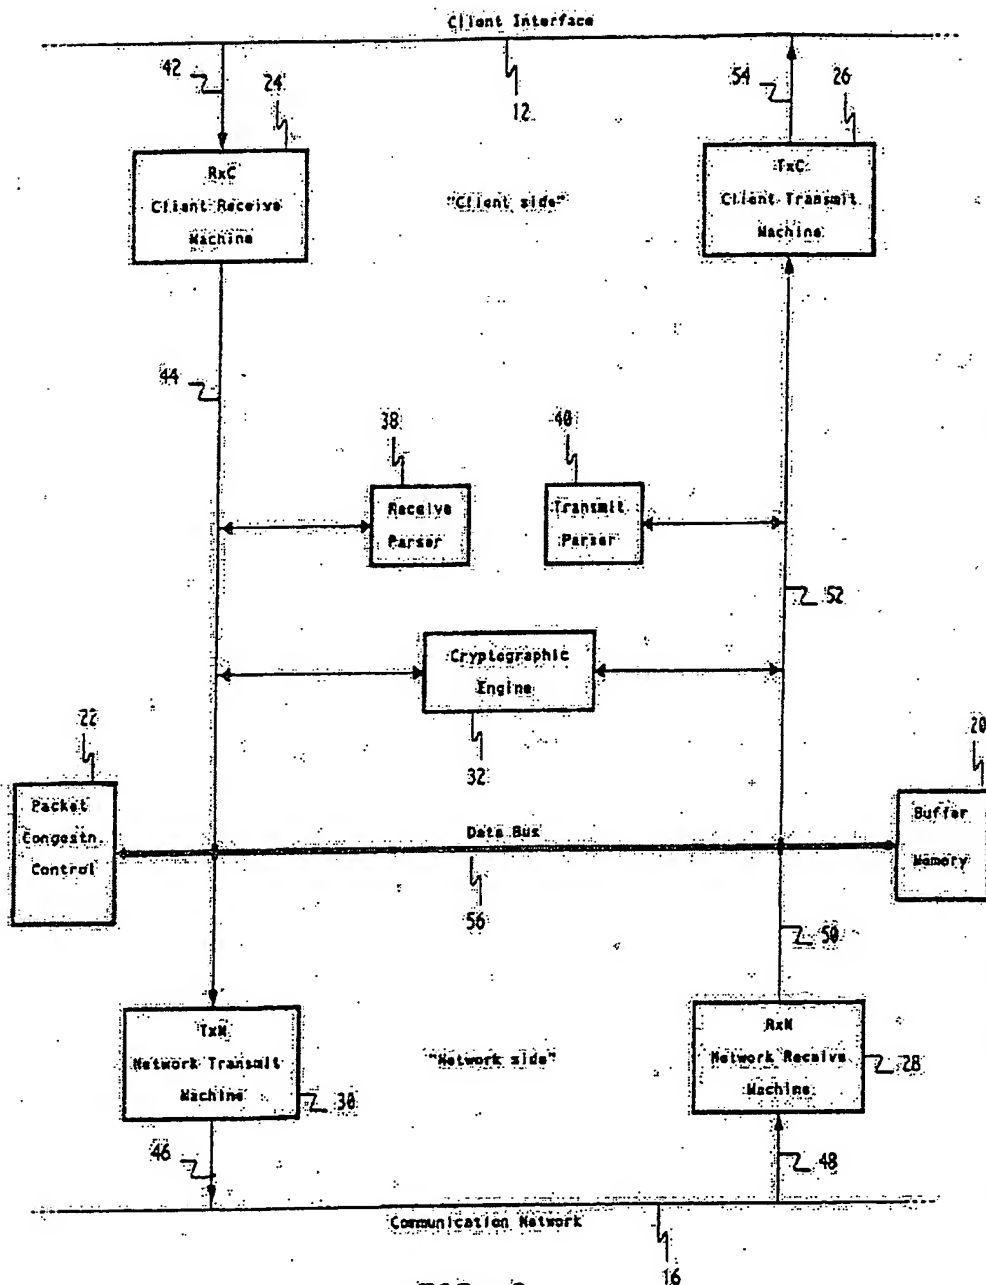 Client Interface
42
24
12
54
26
RxC
Client Receive
Machine
"Client side"
TxC
Client Transmit
Machine
44
38
40
Receive
Parser
Transmit
Parser
52
Cryptographic
Engine
32
22
20
Packet
Congestn.
Control
Data Bus
Buffer
Memory
56
50
TxN
Network Transmit
Machine
"Network side"
RxN
Network Receive
Machine
30
28
46
48
Communication Network
16